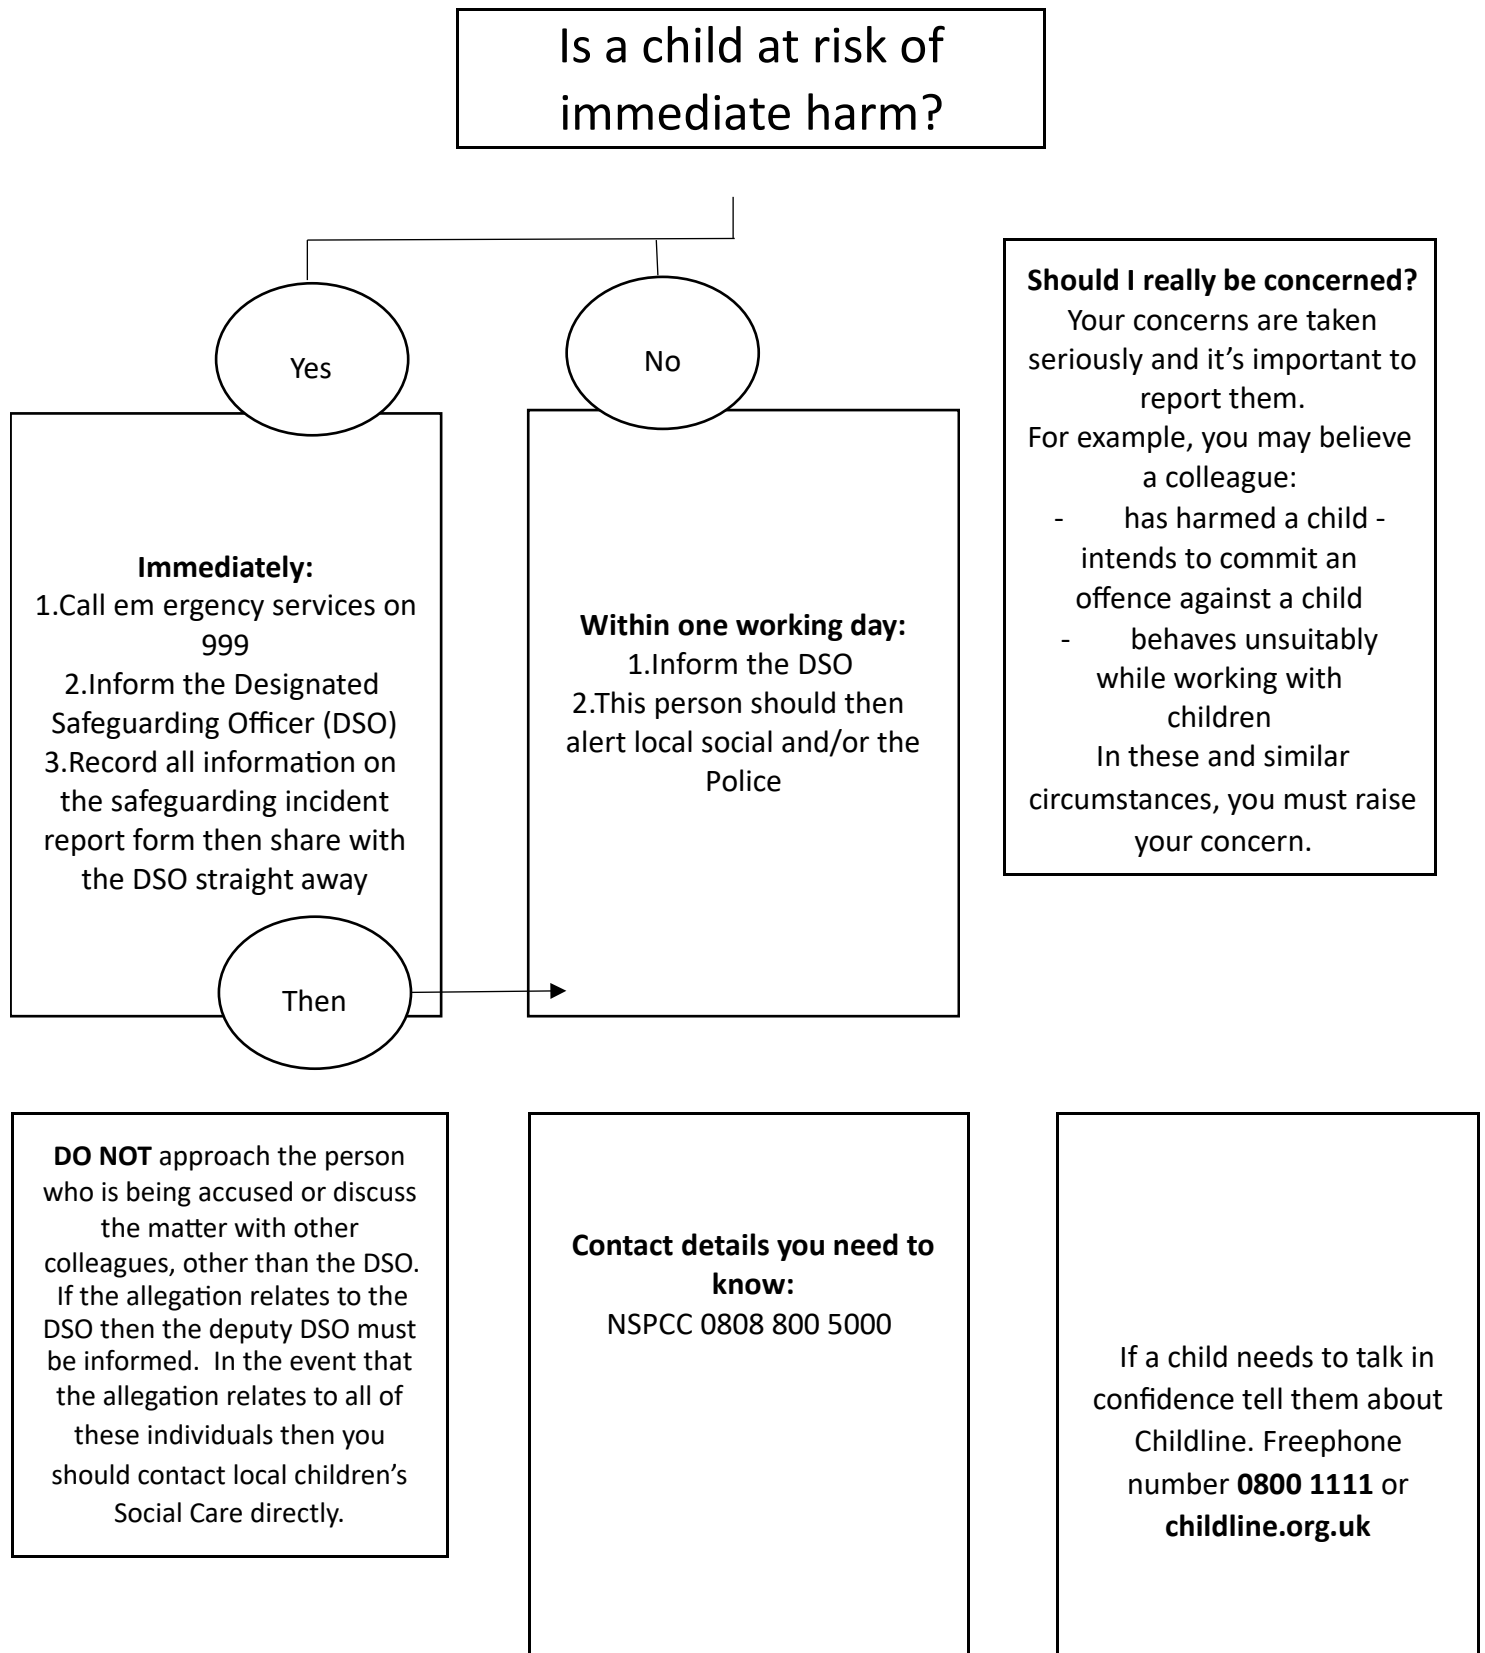 Is a child at risk of
immediate harm?
Yes
No
Immediately:
1.Call em ergency services on
999
2.Inform the Designated
Safeguarding Officer (DSO)
3.Record all information on
the safeguarding incident
report form then share with
the DSO straight away
Then
Within one working day:
1.Inform the DSO
2.This person should then
alert local social and/or the
Police
Should I really be concerned?
Your concerns are taken
seriously and it’s important to
report them.
For example, you may believe
a colleague:
- has harmed a child -
intends to commit an
offence against a child
- behaves unsuitably
while working with
children
In these and similar
circumstances, you must raise
your concern.
DO NOT approach the person
who is being accused or discuss
the matter with other
colleagues, other than the DSO.
If the allegation relates to the
DSO then the deputy DSO must
be informed. In the event that
the allegation relates to all of
these individuals then you
should contact local children’s
Social Care directly.
Contact details you need to
know:
NSPCC 0808 800 5000
If a child needs to talk in
confidence tell them about
Childline. Freephone
number 0800 1111 or
childline.org.uk